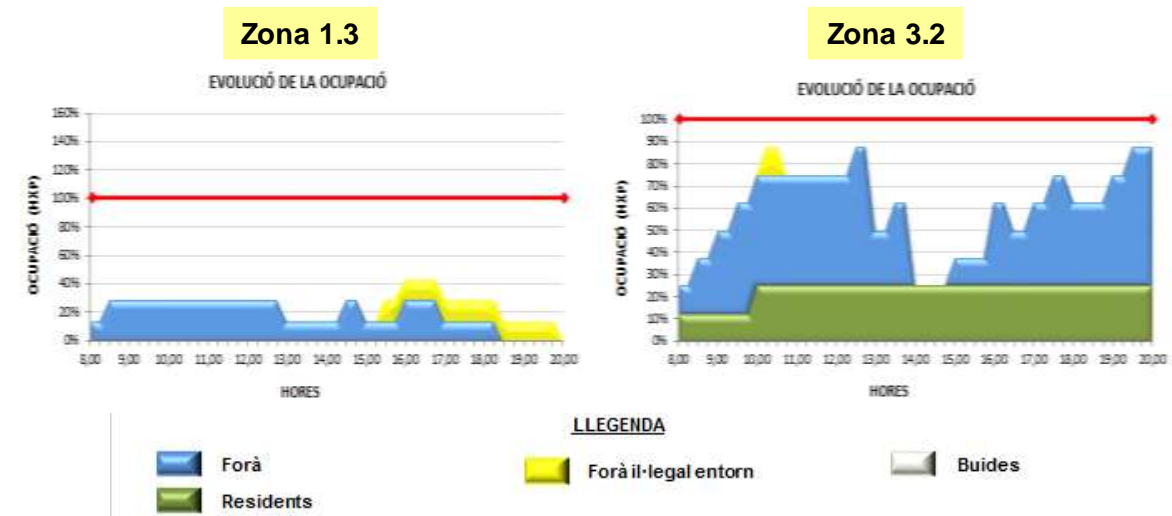 Zona 1.3
EVOLUCIÓ DE LA OCUPACIÓ
OCUPACIÓ (HXP)
160%
140%
120%
100%
80%
60%
40%
20%
0%
8,00 9,00 10,00 11,00 12,00 13,00 14,00 15,00 16,00 17,00 18,00 19,00 20,00
HORES
Zona 3.2
EVOLUCIÓ DE LA OCUPACIÓ
OCUPACIÓ (HXP)
100%
90%
80%
70%
60%
50%
40%
30%
20%
10%
0%
8,00 9,00 10,00 11,00 12,00 13,00 14,00 15,00 16,00 17,00 18,00 19,00 20,00
HORES
LLEGENDA
Forà
Forà il·legal entorn
Buides
Residents